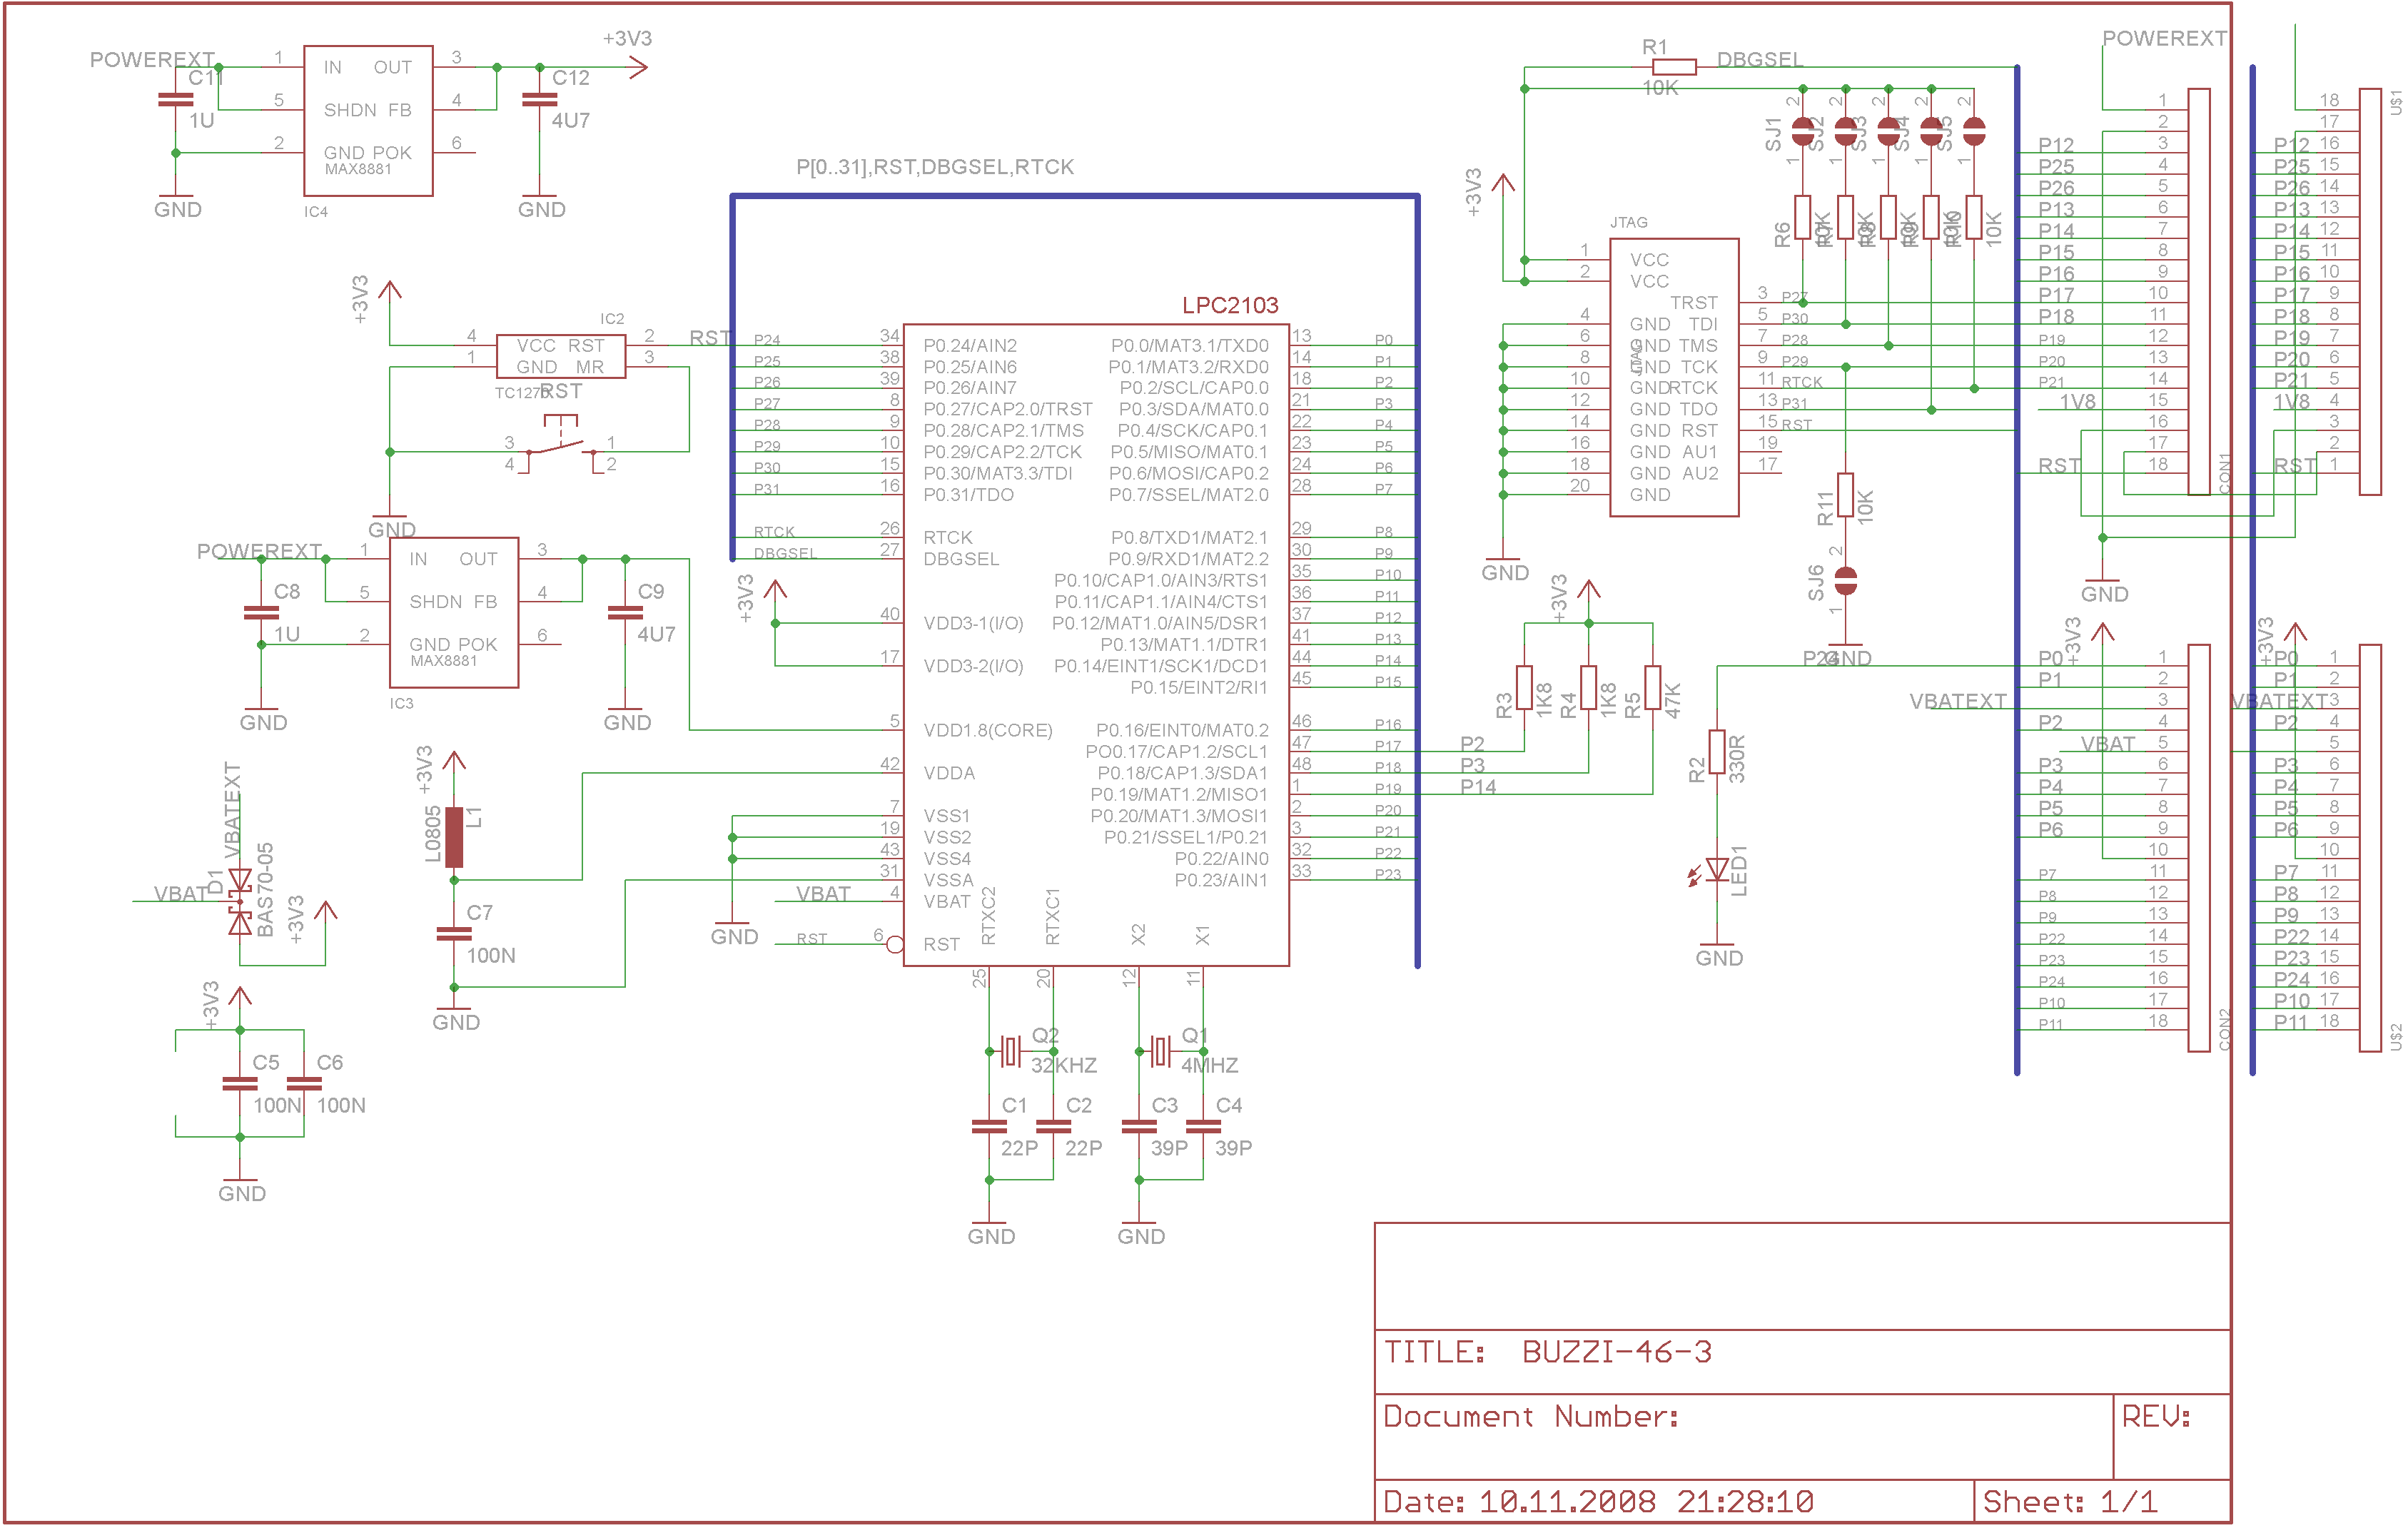 POWEREXT
C11
1U
1 IN OUT 3
5 SHDN FB 4
2 GND POK 6
MAX8881
IC4
+3V3
C12
4U7
GND
GND
P[0..31],RST,DBGSEL,RTCK
+3V3
IC2
4 VCC RST 2
1 GND MR 3
RST
RST
3 1
4 2
GND
POWEREXT
C8
1U
1 IN OUT 3
5 SHDN FB 4
2 GND POK 6
MAX8881
IC3
C9
4U7
GND
GND
VBATEXT
D1
BAS70-05
VBAT
+3V3
+3V3
L0805
L1
C7
100N
GND
+3V3
C5
100N
C6
100N
GND
LPC2103
P24 34 P0.24/AIN2 P0.0/MAT3.1/TXD0 13 P0
P25 38 P0.25/AIN6 P0.1/MAT3.2/RXD0 14 P1
P26 39 P0.26/AIN7 P0.2/SCL/CAP0.0 18 P2
P27 8 P0.27/CAP2.0/TRST P0.3/SDA/MAT0.0 21 P3
P28 9 P0.28/CAP2.1/TMS P0.4/SCK/CAP0.1 22 P4
P29 10 P0.29/CAP2.2/TCK P0.5/MISO/MAT0.1 23 P5
P30 15 P0.30/MAT3.3/TDI P0.6/MOSI/CAP0.2 24 P6
P31 16 P0.31/TDO P0.7/SSEL/MAT2.0 28 P7
RTCK 26 RTCK P0.8/TXD1/MAT2.1 29 P8
DBGSEL 27 DBGSEL P0.9/RXD1/MAT2.2 30 P9
P0.10/CAP1.0/AIN3/RTS1 35 P10
P0.11/CAP1.1/AIN4/CTS1 36 P11
+3V3
40 VDD3-1(I/O) P0.12/MAT1.0/AIN5/DSR1 37 P12
P0.13/MAT1.1/DTR1 41 P13
17 VDD3-2(I/O) P0.14/EINT1/SCK1/DCD1 44 P14
P0.15/EINT2/RI1 45 P15
5 VDD1.8(CORE) P0.16/EINT0/MAT0.2 46 P16
PO0.17/CAP1.2/SCL1 47 P17 P2
42 VDDA P0.18/CAP1.3/SDA1 48 P18 P3
P0.19/MAT1.2/MISO1 1 P19 P14
7 VSS1 P0.20/MAT1.3/MOSI1 2 P20
19 VSS2 P0.21/SSEL1/P0.21 3 P21
43 VSS4 P0.22/AIN0 32 P22
31 VSSA P0.23/AIN1 33 P23
VBAT 4 VBAT
GND
RST 6 RST
RTXC2 RTXC1 X2 X1
25 20 12 11
Q2
32KHZ
Q1
4MHZ
C1 C2 C3 C4
22P 22P 39P 39P
GND GND
R1
10K
DBGSEL
+3V3
2 2 2 2 2
SJ1 SJ2 SJ3 SJ4 SJ5
1 1 1 1 1
R6
10K
JTAG
1 VCC
2 VCC
TRST 3 P27
4 GND TDI 5 P30
6 GND TMS 7 P28
8 GND TCK 9 P29
10 GND RTCK 11 RTCK
12 GND TDO 13 P31
14 GND RST 15 RST
16 GND AU1 19
18 GND AU2 17
20 GND
GND
R11
10K
2
SJ6
1
GND
P24
+3V3
R3 1K8
R4 1K8
R5 47K
R2 330R
LED1
GND
POWEREXT
1
2
P12 3
P25 4
P26 5
P13 6
P14 7
P15 8
P16 9
P17 10
P18 11
P19 12
P20 13
P21 14
1V8 15
16
17
RST 18
CON1
GND
U$1
18
17
P12 16
P25 15
P26 14
P13 13
P14 12
P15 11
P16 10
P17 9
P18 8
P19 7
P20 6
P21 5
1V8 4
3
2
RST 1
+3V3
P0 1
P1 2
VBATEXT 3
P2 4
VBAT 5
P3 6
P4 7
P5 8
P6 9
10
P7 11
P8 12
P9 13
P22 14
P23 15
P24 16
P10 17
P11 18
CON2
+3V3
P0 1
P1 2
VBATEXT 3
P2 4
5
P3 6
P4 7
P5 8
P6 9
10
P7 11
P8 12
P9 13
P22 14
P23 15
P24 16
P10 17
P11 18
U$2
TITLE: BUZZI-46-3
Document Number:
REV:
Date: 10.11.2008 21:28:10
Sheet: 1/1